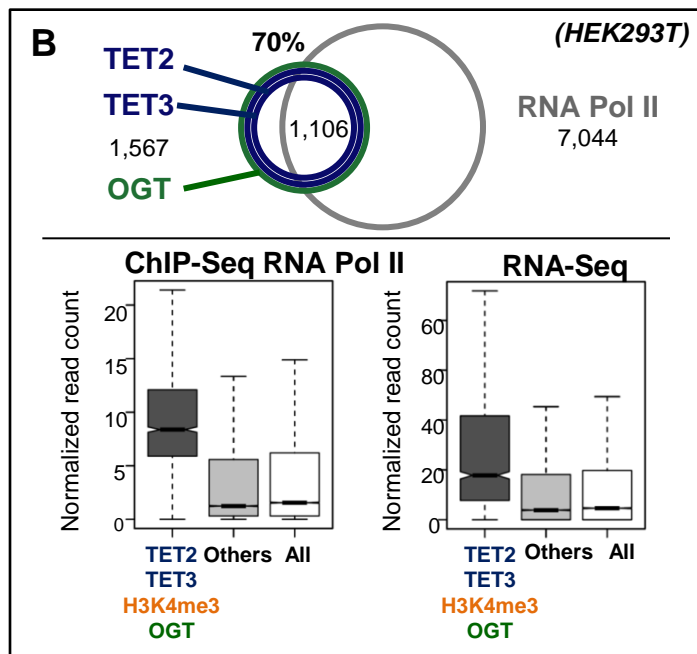 B
70%
(HEK293T)
TET2
TET3
1,567
OGT
1,106
RNA Pol II
7,044
ChIP-Seq RNA Pol II
Normalized read count
20
15
10
5
0
TET2 Others All
TET3
H3K4me3
OGT
RNA-Seq
Normalized read count
60
80
40
20
0
TET2 Others All
TET3
H3K4me3
OGT